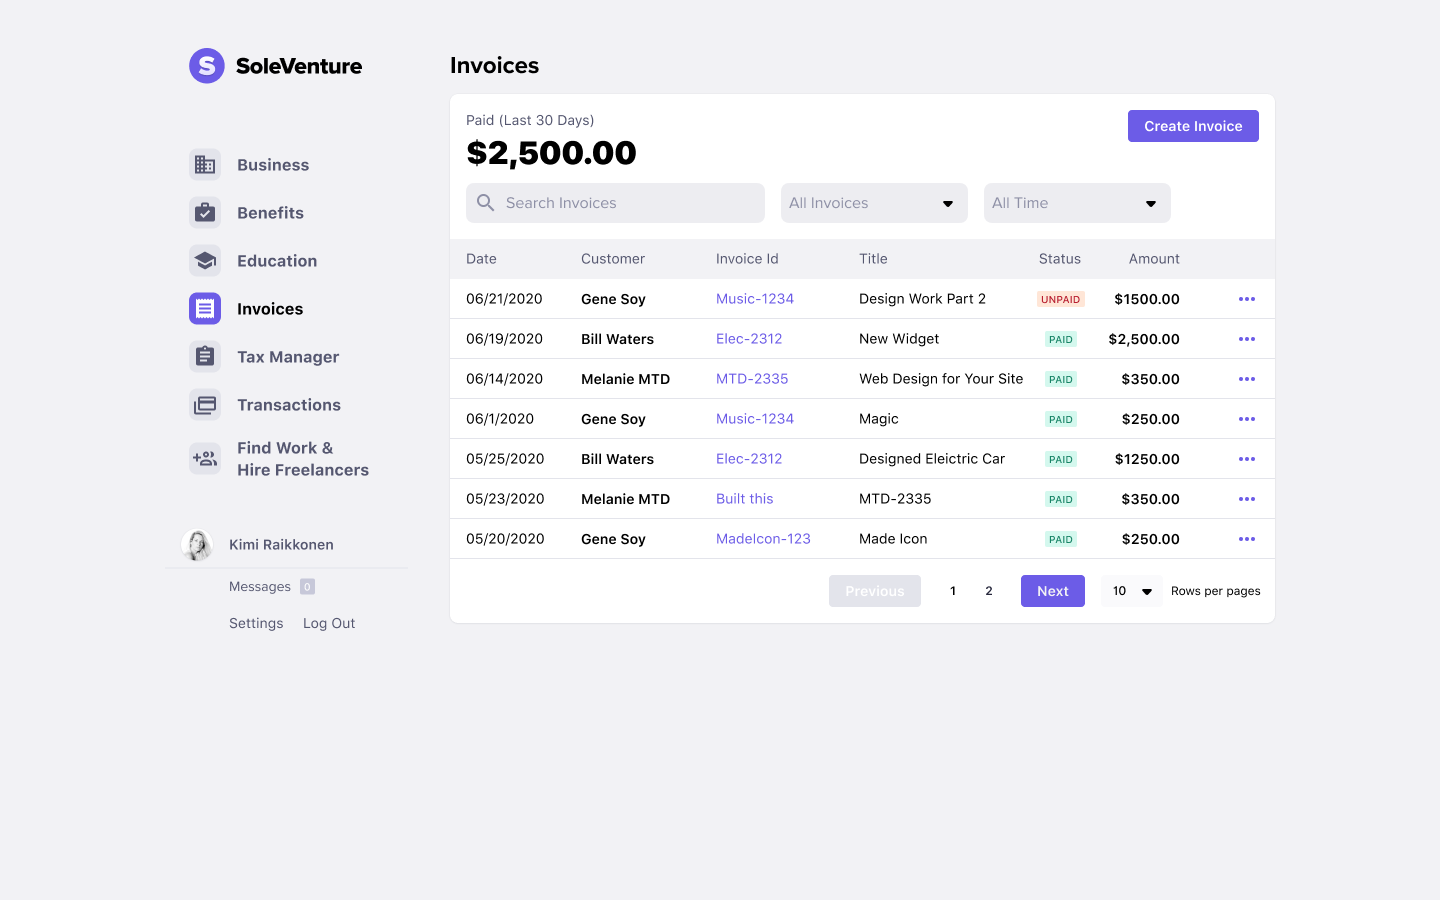 S SoleVenture
Business
Benefits
Education
Invoices
Tax Manager
Transactions
Find Work &
Hire Freelancers
Kimi Raikkonen
Messages 0
Settings Log Out
Invoices
Paid (Last 30 Days)
$2,500.00
Create Invoice
Search Invoices All Invoices All Time
Date Customer Invoice Id Title Status Amount
06/21/2020 Gene Soy Music-1234 Design Work Part 2 UNPAID $1500.00
06/19/2020 Bill Waters Elec-2312 New Widget PAID $2,500.00
06/14/2020 Melanie MTD MTD-2335 Web Design for Your Site PAID $350.00
06/1/2020 Gene Soy Music-1234 Magic PAID $250.00
05/25/2020 Bill Waters Elec-2312 Designed Eleictric Car PAID $1250.00
05/23/2020 Melanie MTD Built this MTD-2335 PAID $350.00
05/20/2020 Gene Soy MadeIcon-123 Made Icon PAID $250.00
Previous 1 2 Next 10 Rows per pages